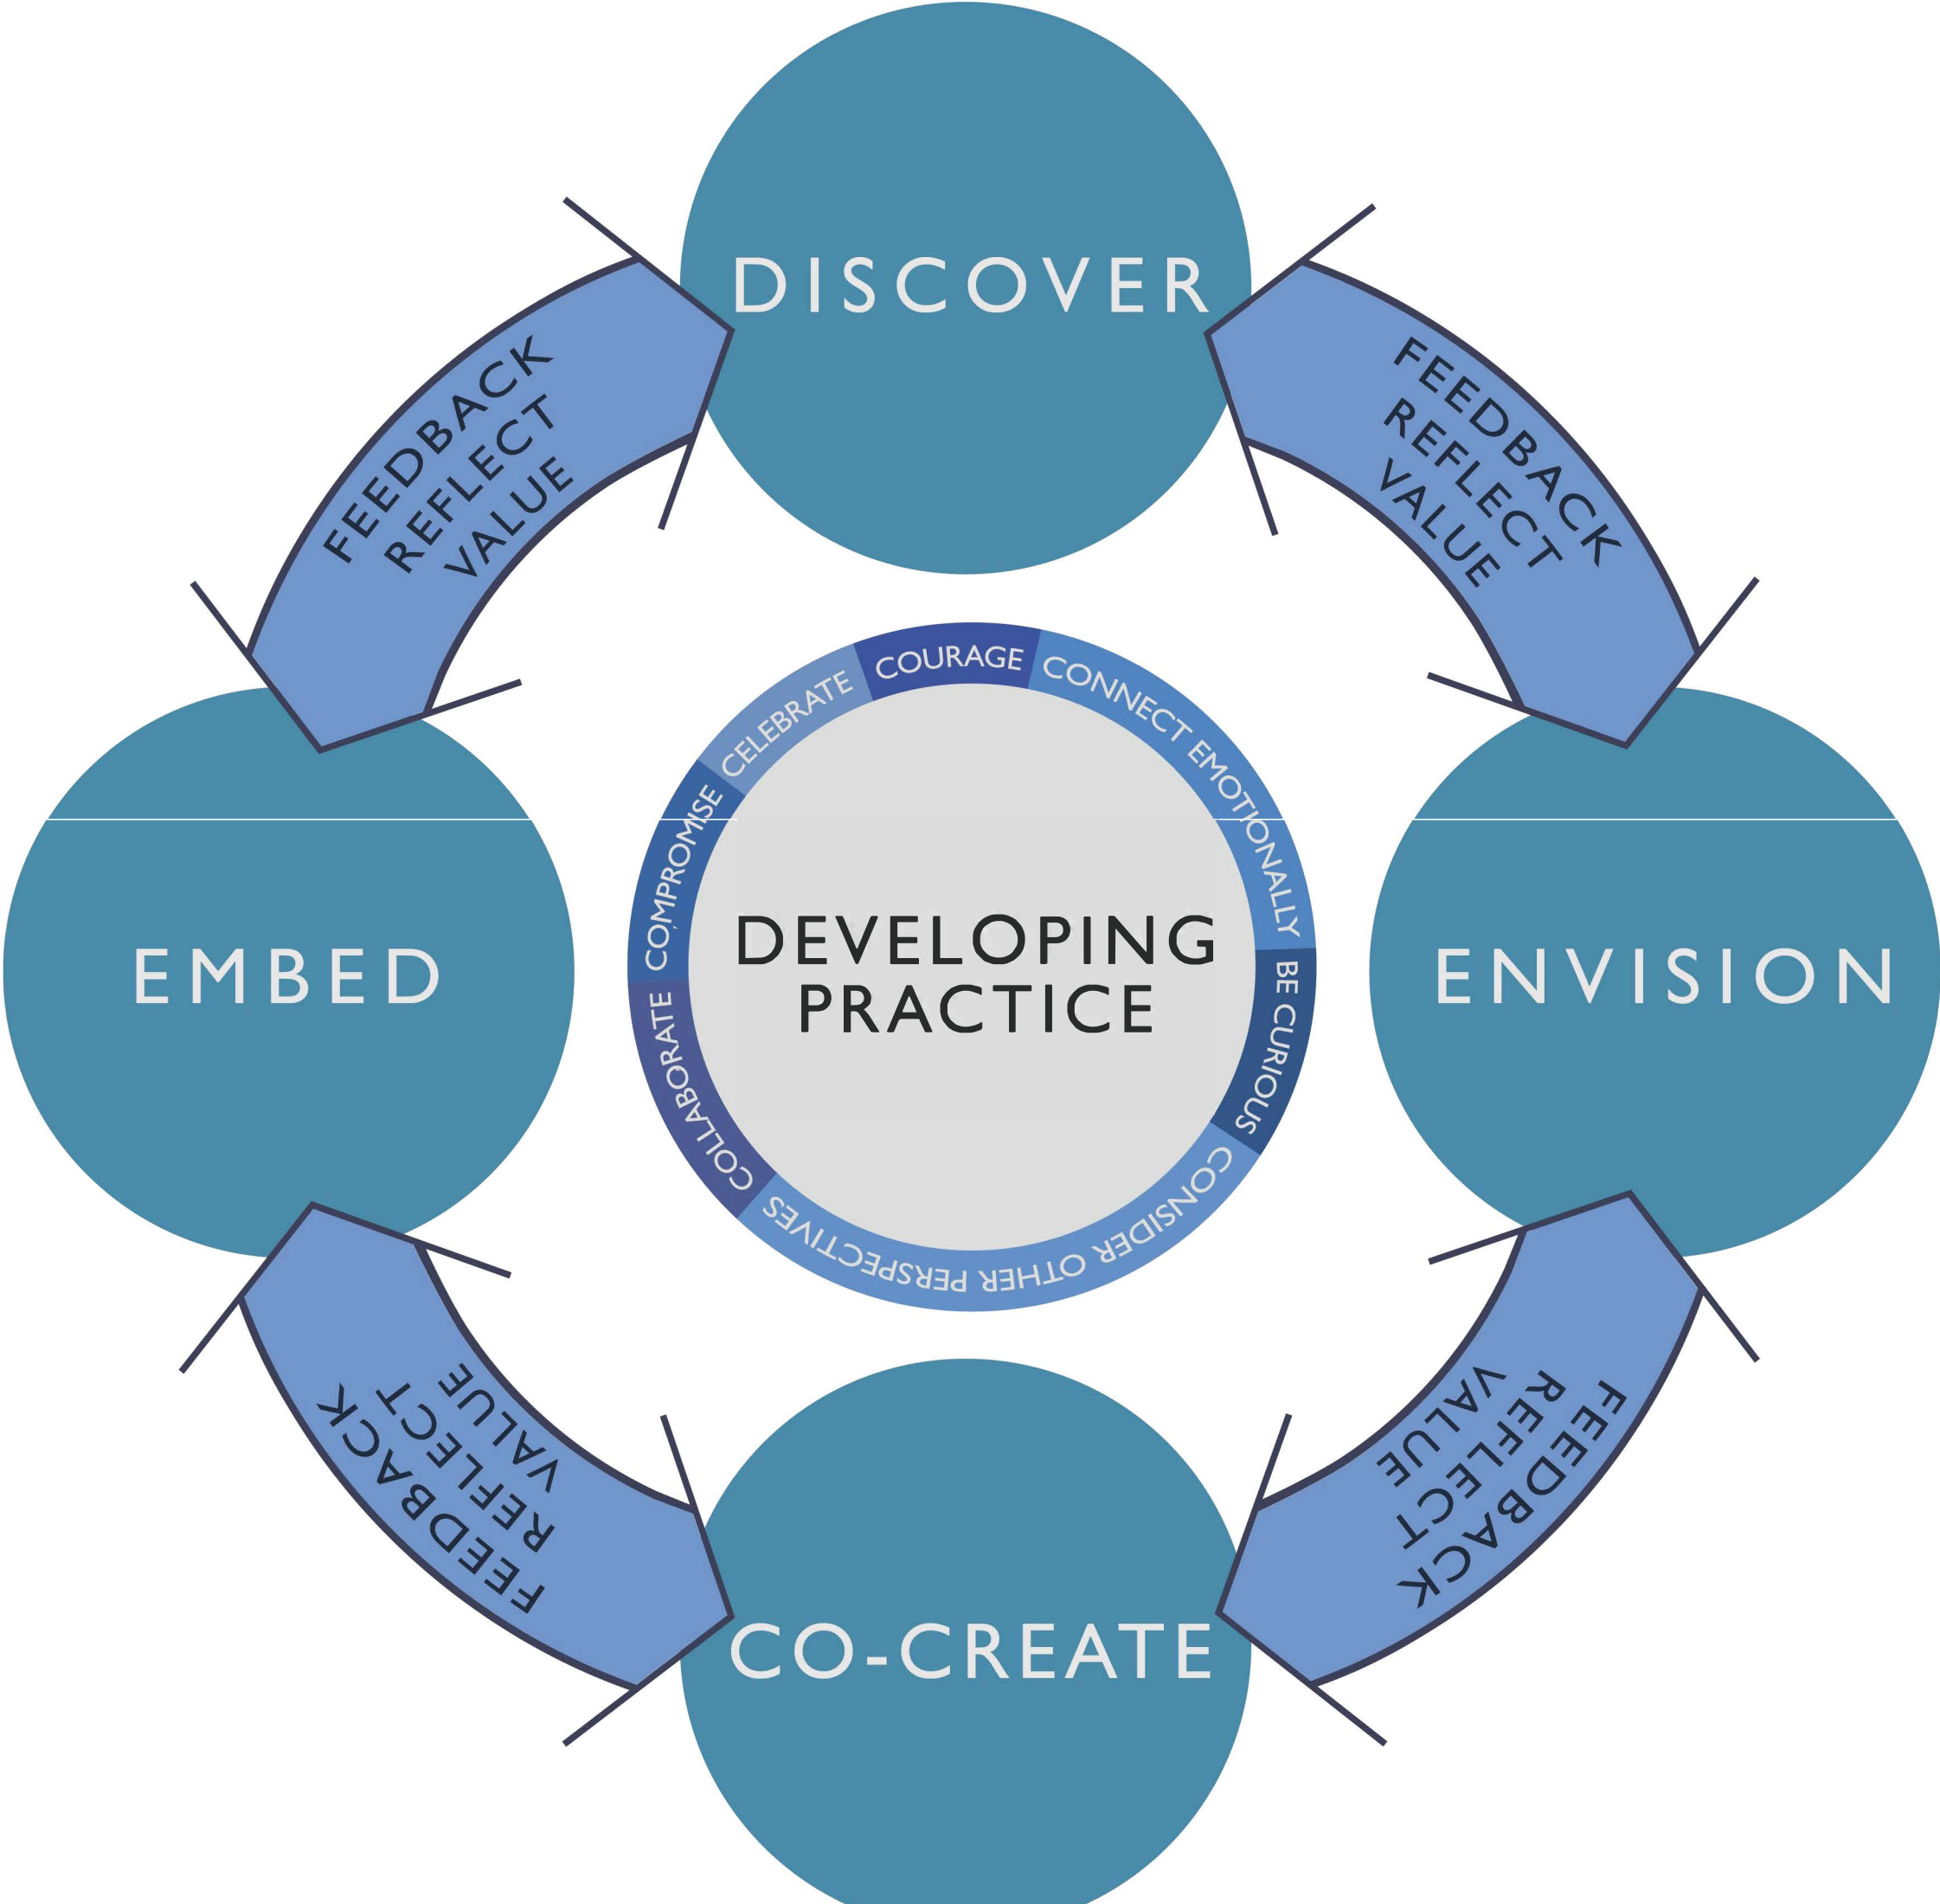 DISCOVER
FEEDBACK
REFLECT
VALUE
FEEDBACK
REFLECT
VALUE
COURAGE
CONNECT EMOTIONALLY
BE CURIOUS
CONSIDER OTHER PERSPECTIVES
COLLABORATE
COMPROMISE
CELEBRATE
DEVELOPING
PRACTICE
EMBED
ENVISION
FEEDBACK
REFLECT
VALUE
FEEDBACK
REFLECT
VALUE
CO-CREATE